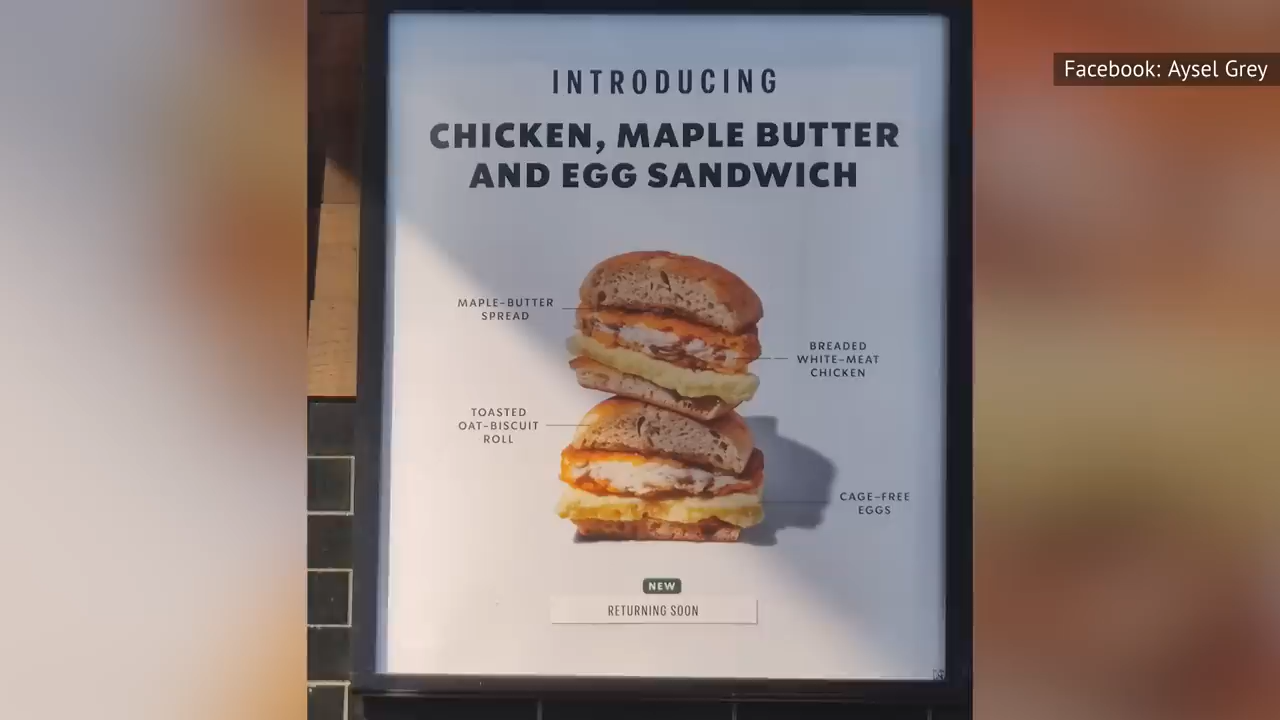 Facebook: Aysel Grey
INTRODUCING
CHICKEN, MAPLE BUTTER
AND EGG SANDWICH
MAPLE-BUTTER
SPREAD
BREADED
WHITE-MEAT
CHICKEN
TOASTED
OAT-BISCUIT
ROLL
CAGE-FREE
EGGS
NEW
RETURNING SOON